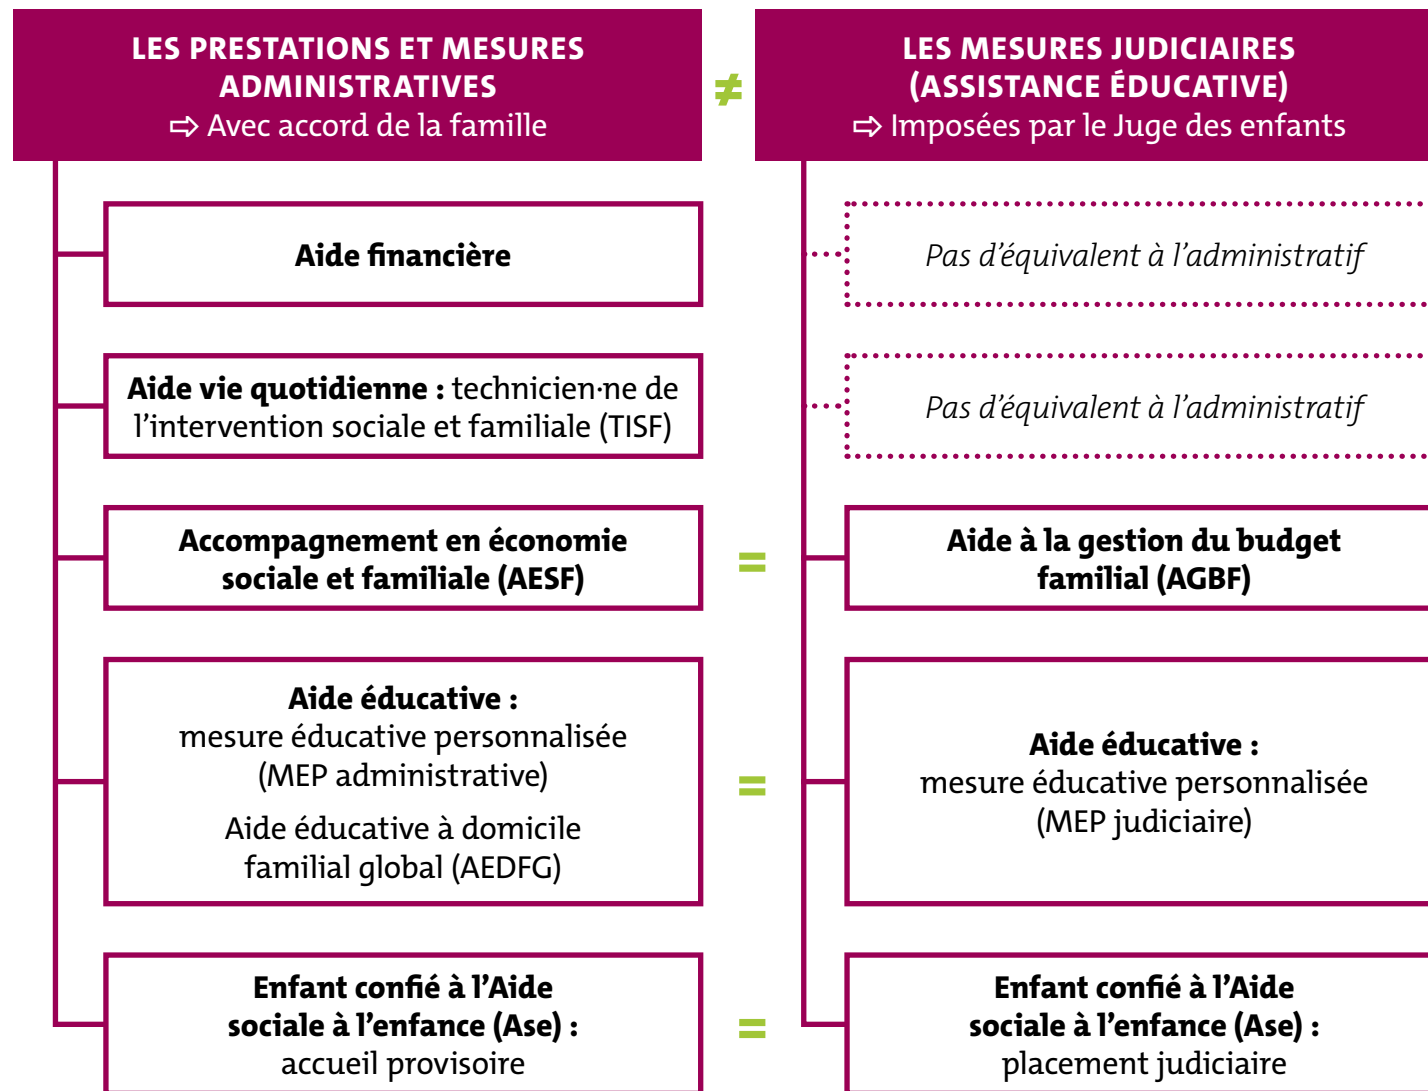 LES PRESTATIONS ET MESURES
ADMINISTRATIVES
⇨ Avec accord de la famille
≠
LES MESURES JUDICIAIRES
(ASSISTANCE ÉDUCATIVE)
⇨ Imposées par le Juge des enfants
Aide financière
Pas d'équivalent à l'administratif
Aide vie quotidienne : technicien·ne de
l'intervention sociale et familiale (TISF)
Pas d'équivalent à l'administratif
Accompagnement en économie
sociale et familiale (AESF)
=
Aide à la gestion du budget
familial (AGBF)
Aide éducative :
mesure éducative personnalisée
(MEP administrative)
Aide éducative à domicile
familial global (AEDFG)
=
Aide éducative :
mesure éducative personnalisée
(MEP judiciaire)
Enfant confié à l'Aide
sociale à l'enfance (Ase) :
accueil provisoire
=
Enfant confié à l'Aide
sociale à l'enfance (Ase) :
placement judiciaire